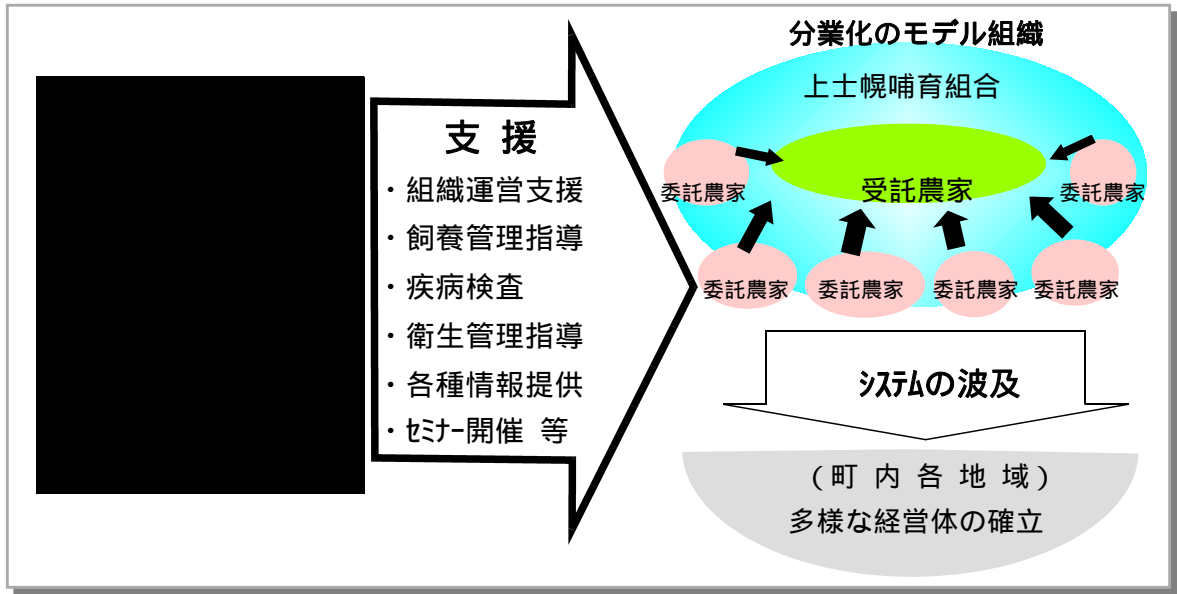 支 援
・組織運営支援
・飼養管理指導
・疾病検査
・衛生管理指導
・各種情報提供
・ｾﾐﾅｰ開催 等
分業化のモデル組織
上士幌哺育組合
受託農家
委託農家
委託農家
委託農家
委託農家
委託農家
委託農家
ｼｽﾃﾑの波及
(町 内 各 地 域)
多様な経営体の確立